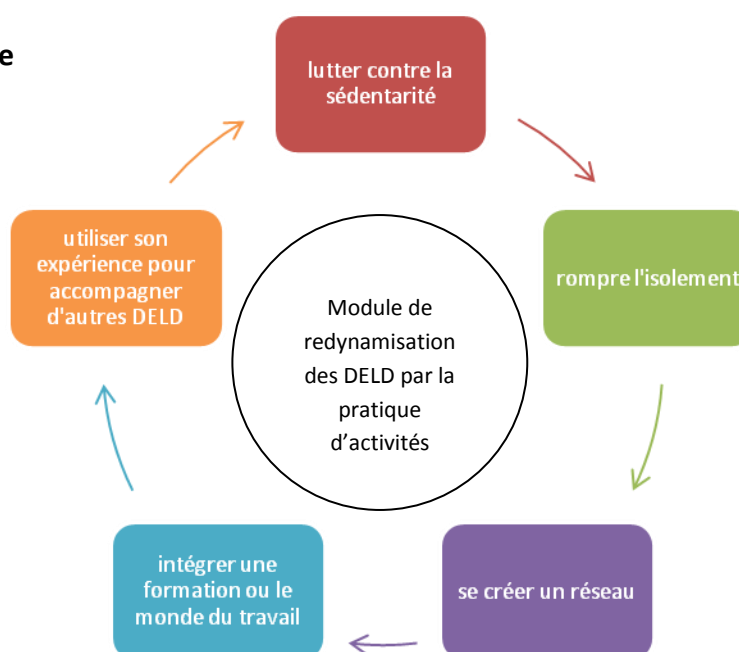 e
lutter contre la
sédentarité
rompre l'isolement
se créer un réseau
intégrer une
formation ou le
monde du travail
utiliser son
expérience pour
accompagner
d'autres DELD
Module de
redynamisation
des DELD par la
pratique
d’activités